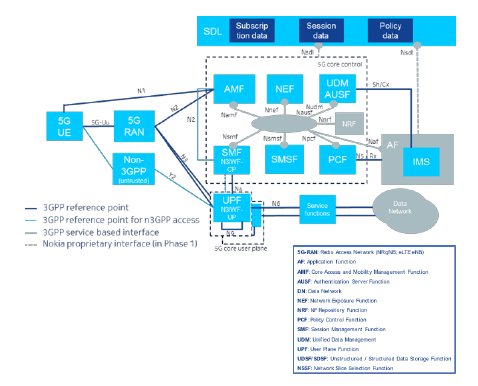 SDL
Subscrip
tion data
Session
data
Policy
data
Nsdl
Nsdl
5G core control
AMF
NEF
UDM
AUSF
Sh/Cx
N1
N2
N2
Namf
Nnef
Nudm
Nausf
Nnrf
NRF
5G
UE
5G-Uu
5G
RAN
Nsmf
Nsmsf
Npcf
Naf
AF
Non-
3GPP
(untrusted)
N3
Y2
SMF
N3IWF-
CP
SMSF
PCF
N5
Rx
IMS
UPF
N3IWF-
UP
N6
Service
functions
Data
Network
5G core user plane
3GPP reference point
3GPP reference point for n3GPP access
3GPP service based interface
Nokia proprietary interface (in Phase 1)
5G-RAN: Radio Access Network (NR gNB; eLTE eNB)
AF: Application function
AMF: Core Access and Mobility Management Function
AUSF: Authentication Server Function
DN: Data Network
NEF: Network Exposure Function
NRF: NF Repository Function
PCF: Policy Control Function
SMF: Session Management Function
UDM: Unified Data Management
UPF: User Plane Function
UDSF/SDSF: Unstructured / Structured Data Storage Function
NSSF: Network Slice Selection Function